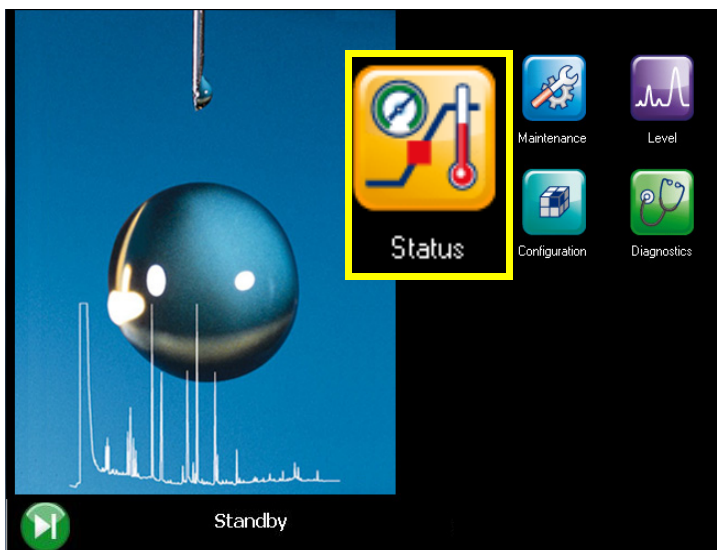 Status
Maintenance
Level
Configuration
Diagnostics
Standby